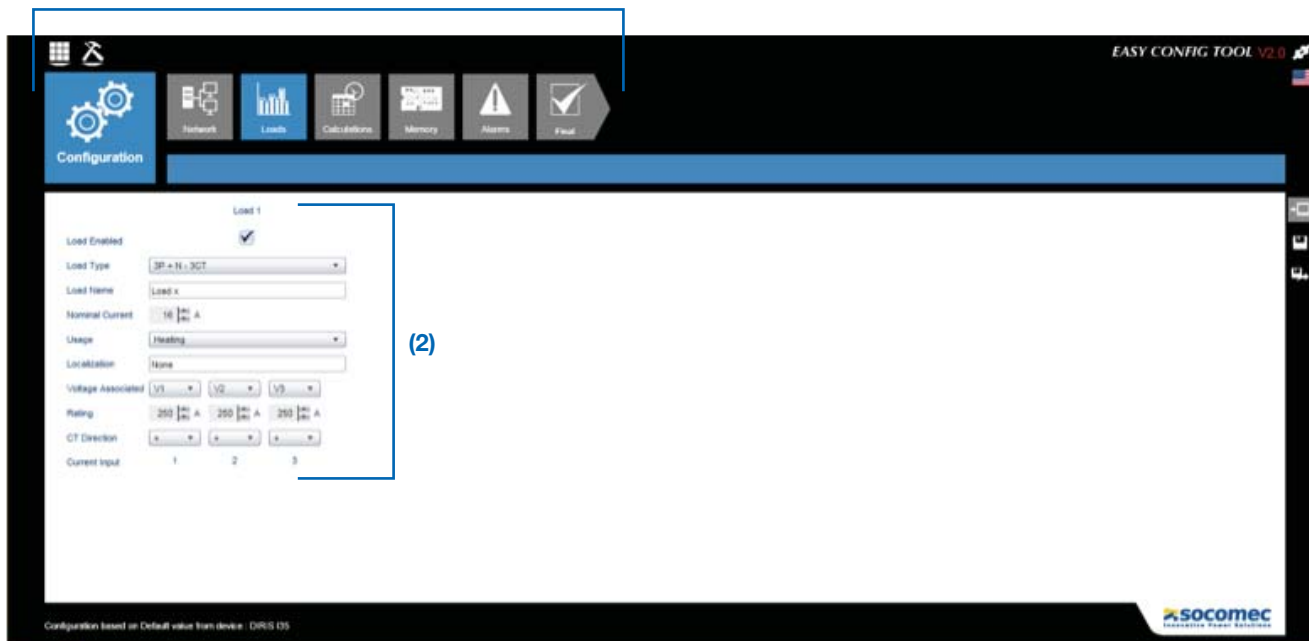 EASY CONFIG TOOL V2.0
Configuration
Network
Loads
Calculations
Memory
Alarms
Final
Load 1
Load Enabled
Load Type 3P + N - 3CT
Load Name Load x
Nominal Current 16 A
Usage Heating
Localization None
Voltage Associated V1 V2 V3
Rating 250 A 250 A 250 A
CT Direction + + +
Current Input 1 2 3
(2)
Configuration based on Default value from device : DIRIS I35
socomec
Innovative Power Solutions